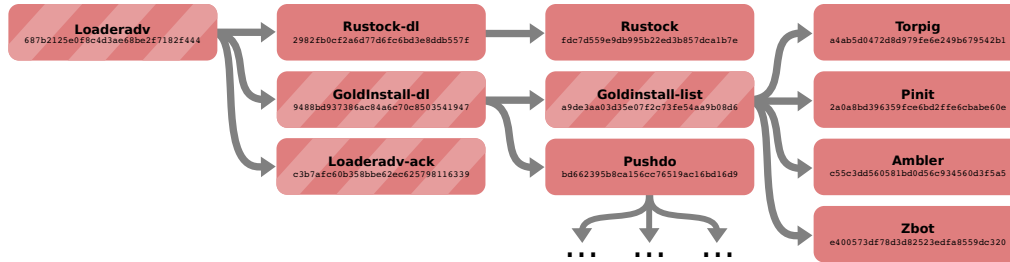 Loaderadv
687b2125e0f8c4d3ae68be2f7182f444
Rustock-dl
2982fb0cf2a6d77d6fc6bd3e8ddb557f
Rustock
fdc7d559e9db995b22ed3b857dca1b7e
Torpig
a4ab5d0472d8d979fe6e249b679542b1
GoldInstall-dl
9488bd937386ac84a6c70c8503541947
Goldinstall-list
a9de3aa03d35e07f2c73fe54aa9b08d6
Pinit
2a0a8bd396359fce6bd2ffe6cbabe60e
Loaderadv-ack
c3b7afc60b358bbe62ec625798116339
Pushdo
bd662395b8ca156cc76519ac16bd16d9
Ambler
c55c3dd560581bd0d56c934560d3f5a5
Zbot
e400573df78d3d82523edfa8559dc320
... ... ...